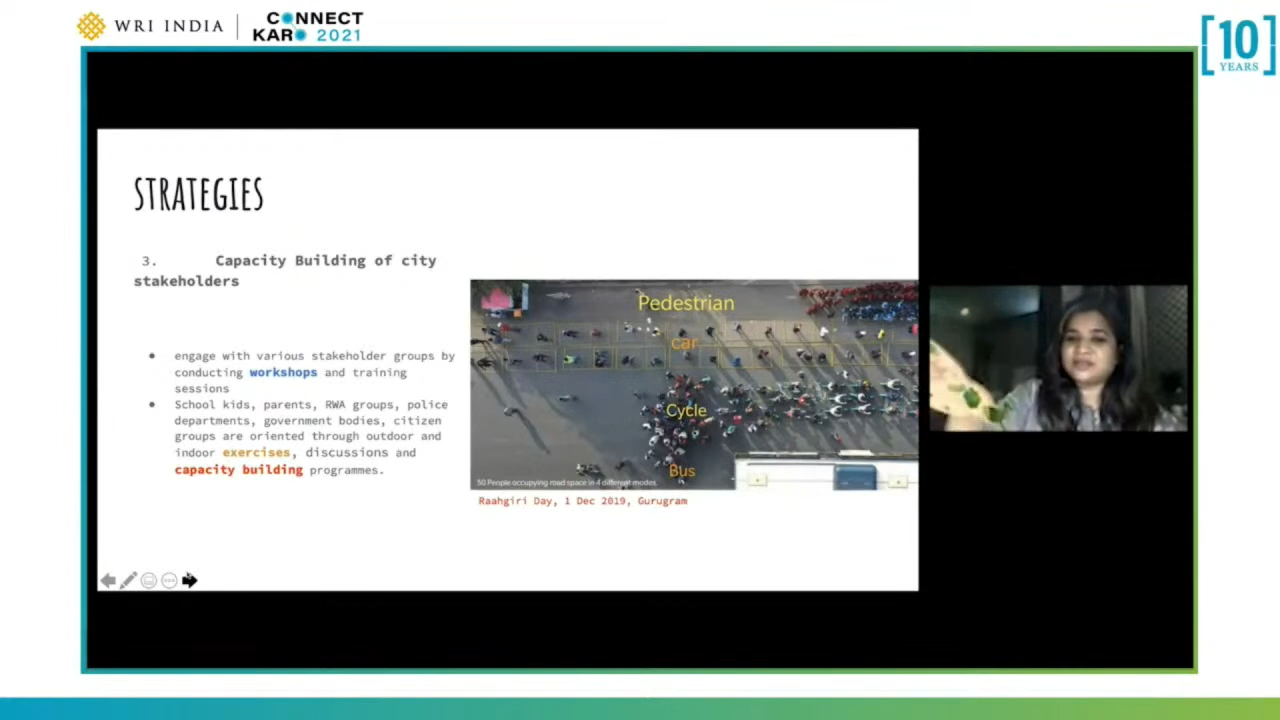 WRI INDIA
CONNECT
KARO 2021
10
YEARS
STRATEGIES
3. Capacity Building of city
stakeholders
engage with various stakeholder groups by
conducting workshops and training
sessions
School kids, parents, RWA groups, police
departments, government bodies, citizen
groups are oriented through outdoor and
indoor exercises, discussions and
capacity building programmes.
Pedestrian
car
Cycle
Bus
50 People occupying road space in 4 different modes.
Raahgiri Day, 1 Dec 2019, Gurugram